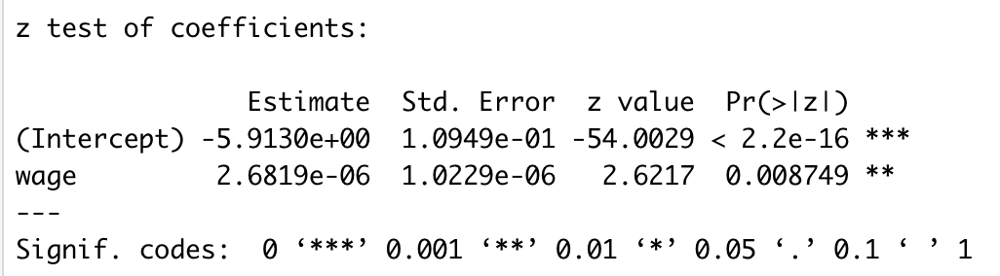 z test of coefficients:
Estimate Std. Error z value Pr(>|z|)
(Intercept) -5.9130e+00 1.0949e-01 -54.0029 < 2.2e-16 ***
wage 2.6819e-06 1.0229e-06 2.6217 0.008749 **
---
Signif. codes: 0 ‘***’ 0.001 ‘**’ 0.01 ‘*’ 0.05 ‘.’ 0.1 ‘ ’ 1